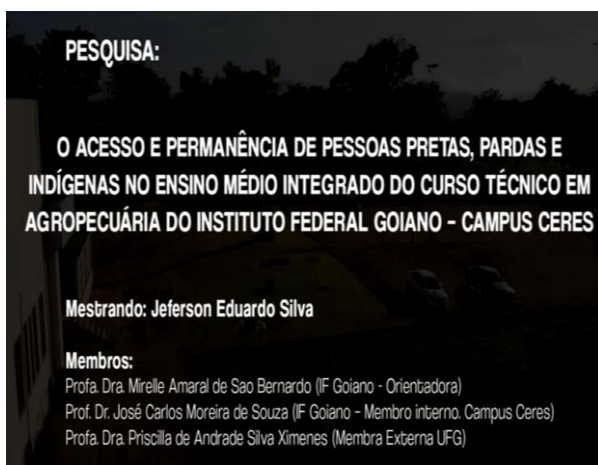 PESQUISA:
O ACESSO E PERMANÊNCIA DE PESSOAS PRETAS, PARDAS E
INDÍGENAS NO ENSINO MÉDIO INTEGRADO DO CURSO TÉCNICO EM
AGROPECUÁRIA DO INSTITUTO FEDERAL GOIANO - CAMPUS CERES
Mestrando: Jeferson Eduardo Silva
Membros:
Profa. Dra. Mirelle Amaral de Sao Bernardo (IF Goiano - Orientadora)
Prof. Dr. José Carlos Moreira de Souza (IF Goiano - Membro interno. Campus Ceres)
Profa. Dra. Priscilla de Andrade Silva Ximenes (Membra Externa UFG)